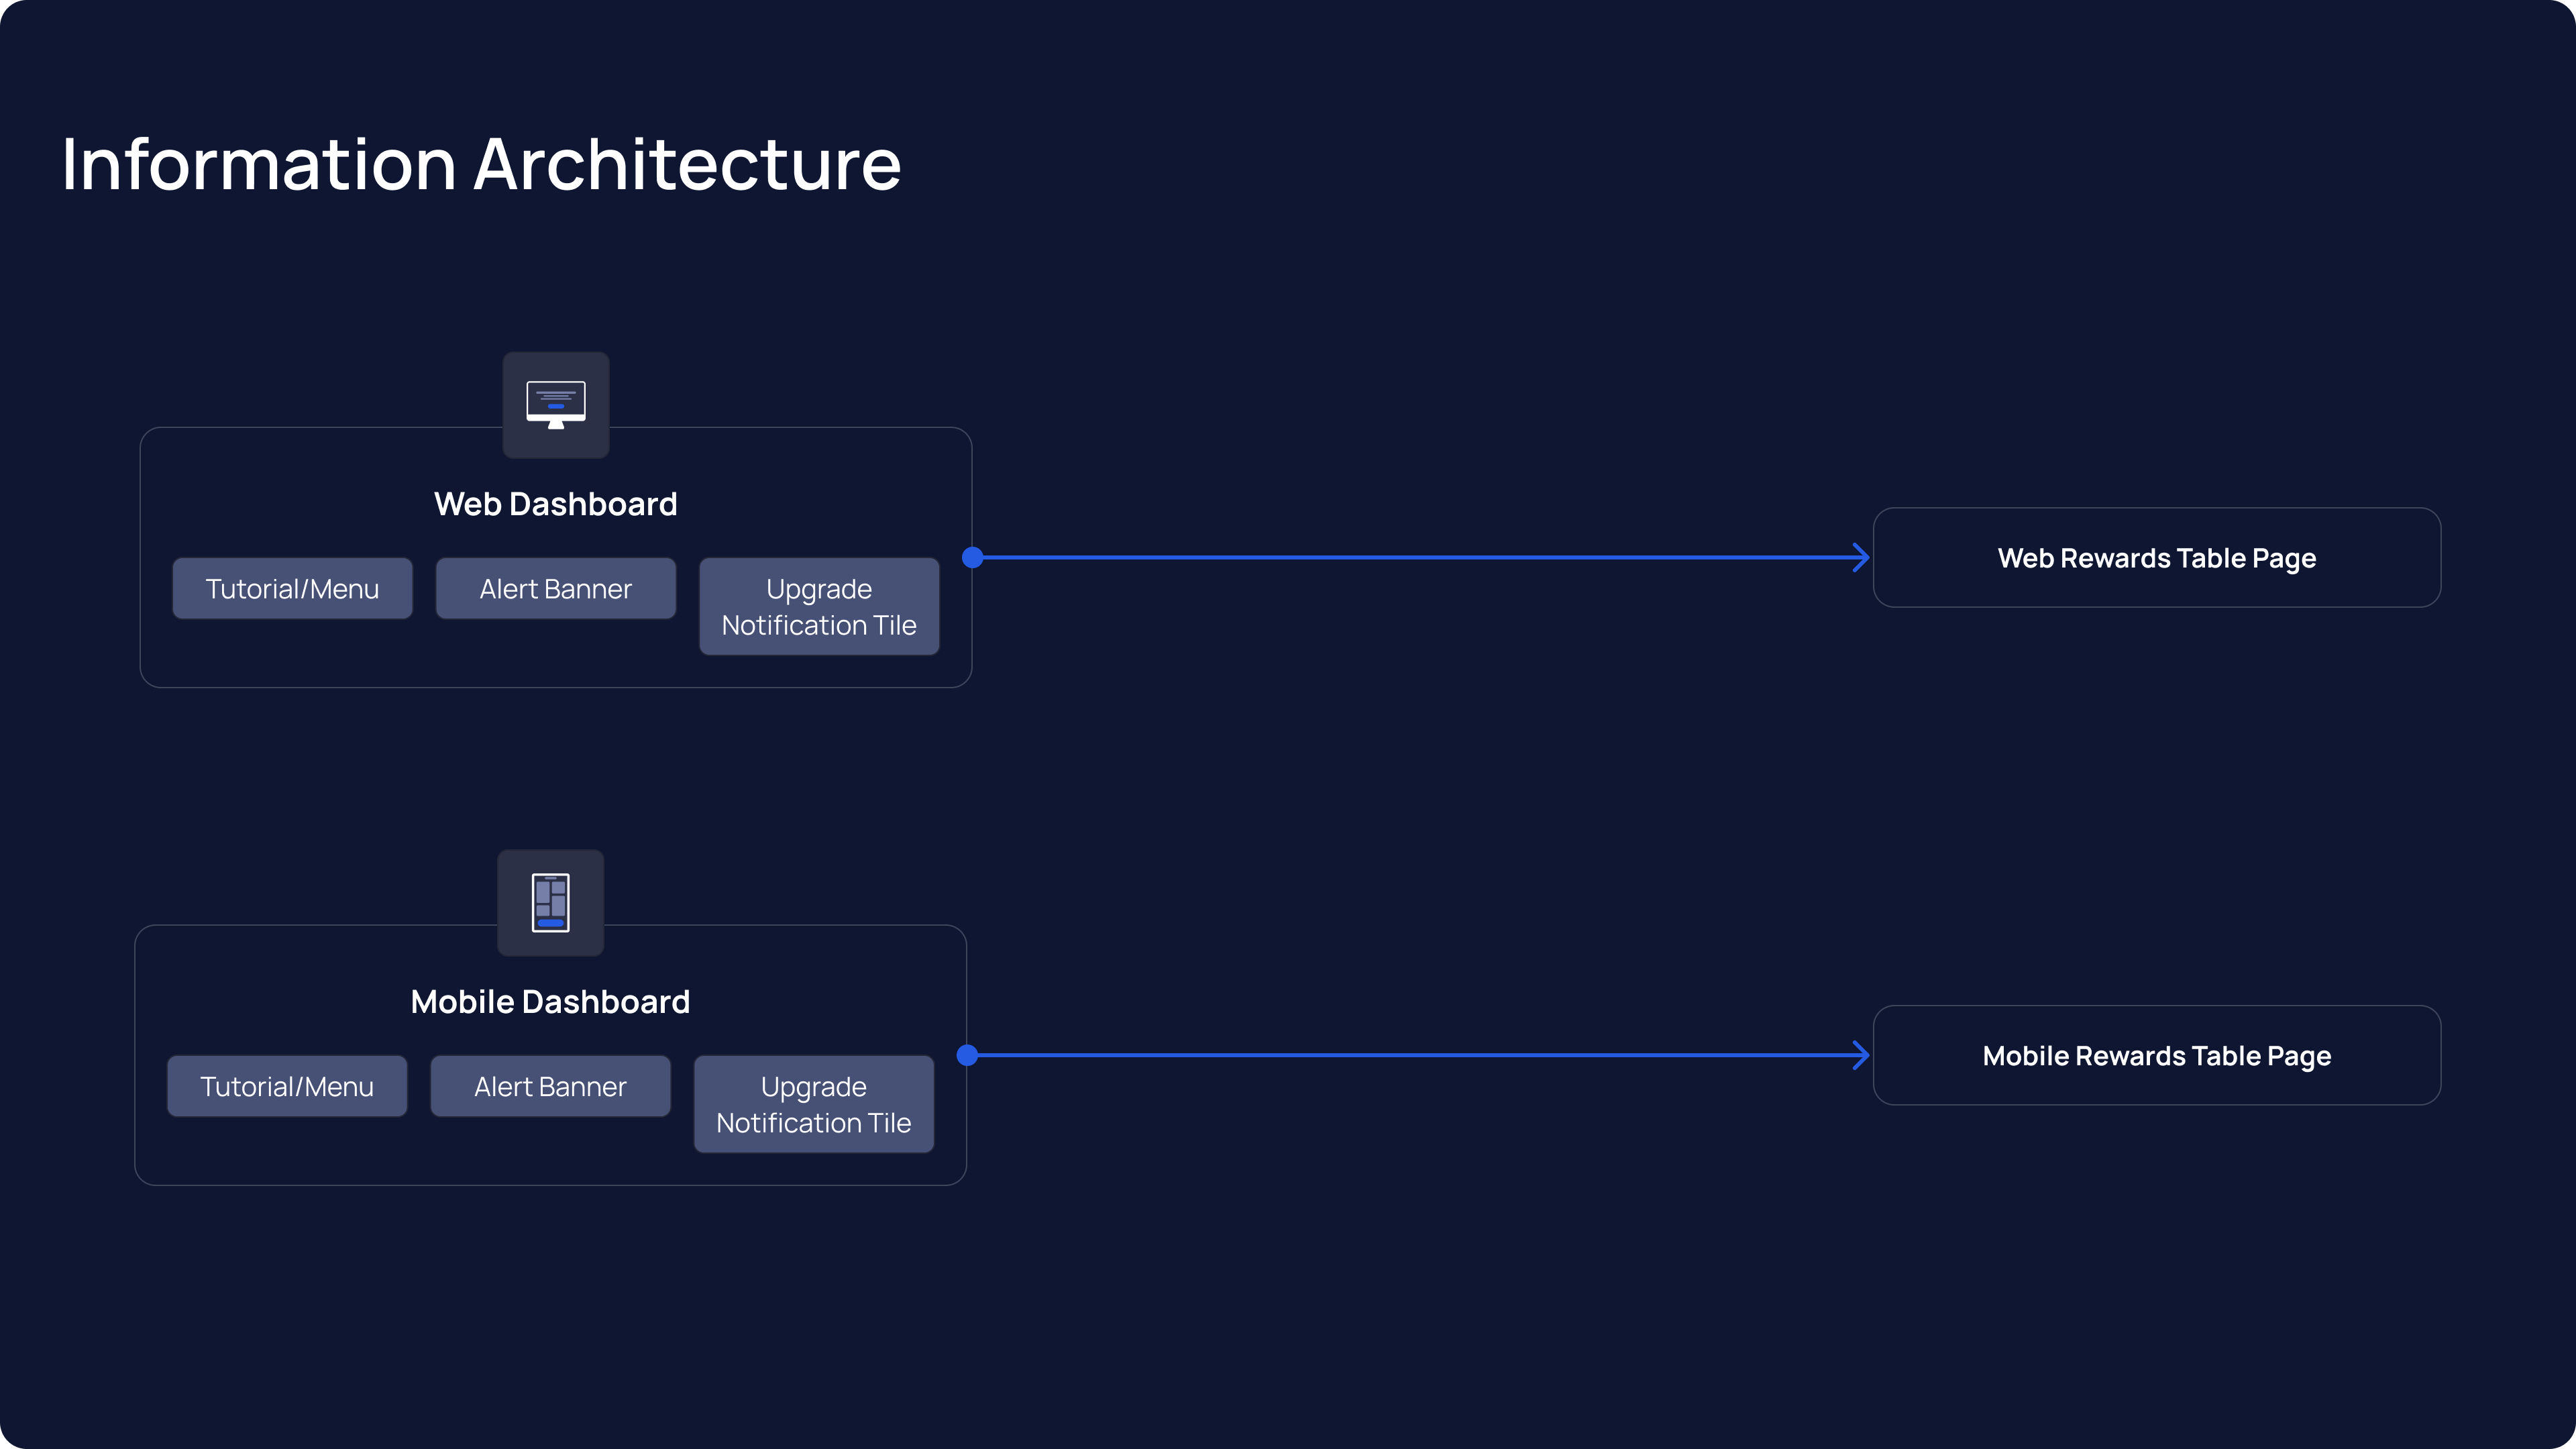 Information Architecture
Web Dashboard
Tutorial/Menu
Alert Banner
Upgrade
Notification Tile
Web Rewards Table Page
Mobile Dashboard
Tutorial/Menu
Alert Banner
Upgrade
Notification Tile
Mobile Rewards Table Page